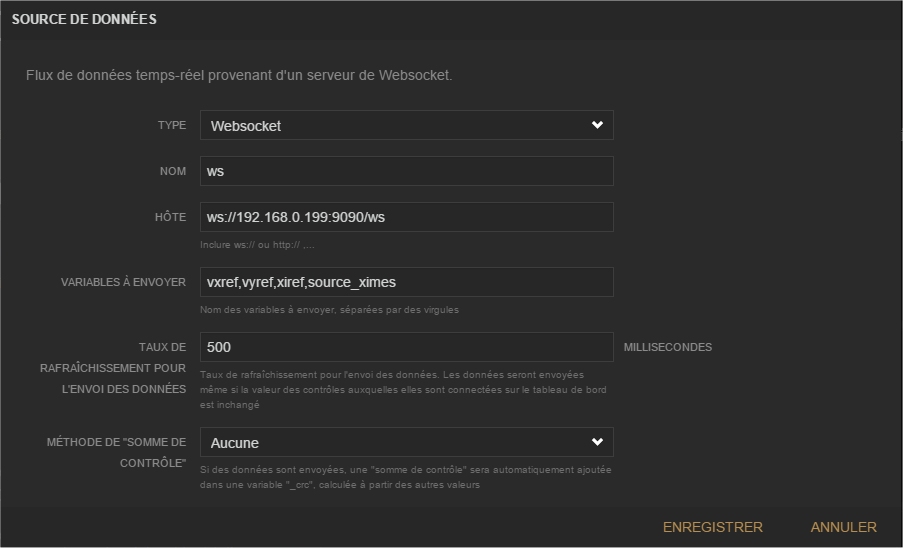 SOURCE DE DONNÉES
Flux de données temps-réel provenant d'un serveur de Websocket.
TYPE
Websocket
NOM
ws
HÔTE
ws://192.168.0.199:9090/ws
Inclure ws:// ou http:// ,...
VARIABLES À ENVOYER
vxref,vyref,xiref,source_ximes
Nom des variables à envoyer, séparées par des virgules
TAUX DE
RAFRAÎCHISSEMENT POUR
L'ENVOI DES DONNÉES
500
MILLISECONDES
Taux de rafraichissement pour l'envoi des données. Les données seront envoyées
même si la valeur des contrôles auxquelles elles sont connectées sur le tableau de bord
est inchangé
MÉTHODE DE "SOMME DE
CONTRÔLE"
Aucune
Si des données sont envoyées, une "somme de contrôle" sera automatiquement ajoutée
dans une variable "_crc", calculée à partir des autres valeurs
ENREGISTRER
ANNULER